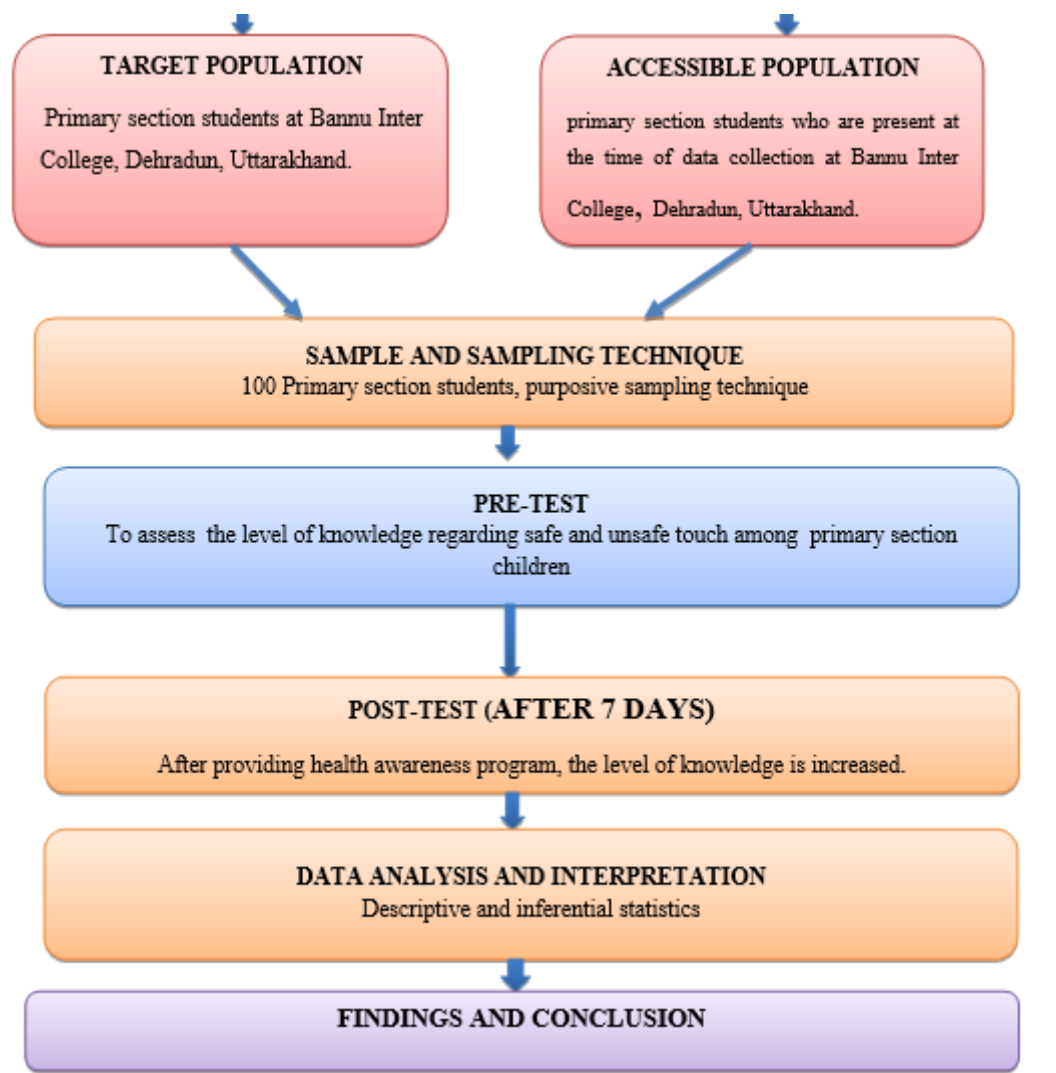 TARGET POPULATION
Primary section students at Bannu Inter
College, Dehradun, Uttarakhand.
ACCESSIBLE POPULATION
primary section students who are present at
the time of data collection at Bannu Inter
College, Dehradun, Uttarakhand.
SAMPLE AND SAMPLING TECHNIQUE
100 Primary section students, purposive sampling technique
PRE-TEST
To assess the level of knowledge regarding safe and unsafe touch among primary section
children
POST-TEST (AFTER 7 DAYS)
After providing health awareness program, the level of knowledge is increased.
DATA ANALYSIS AND INTERPRETATION
Descriptive and inferential statistics
FINDINGS AND CONCLUSION